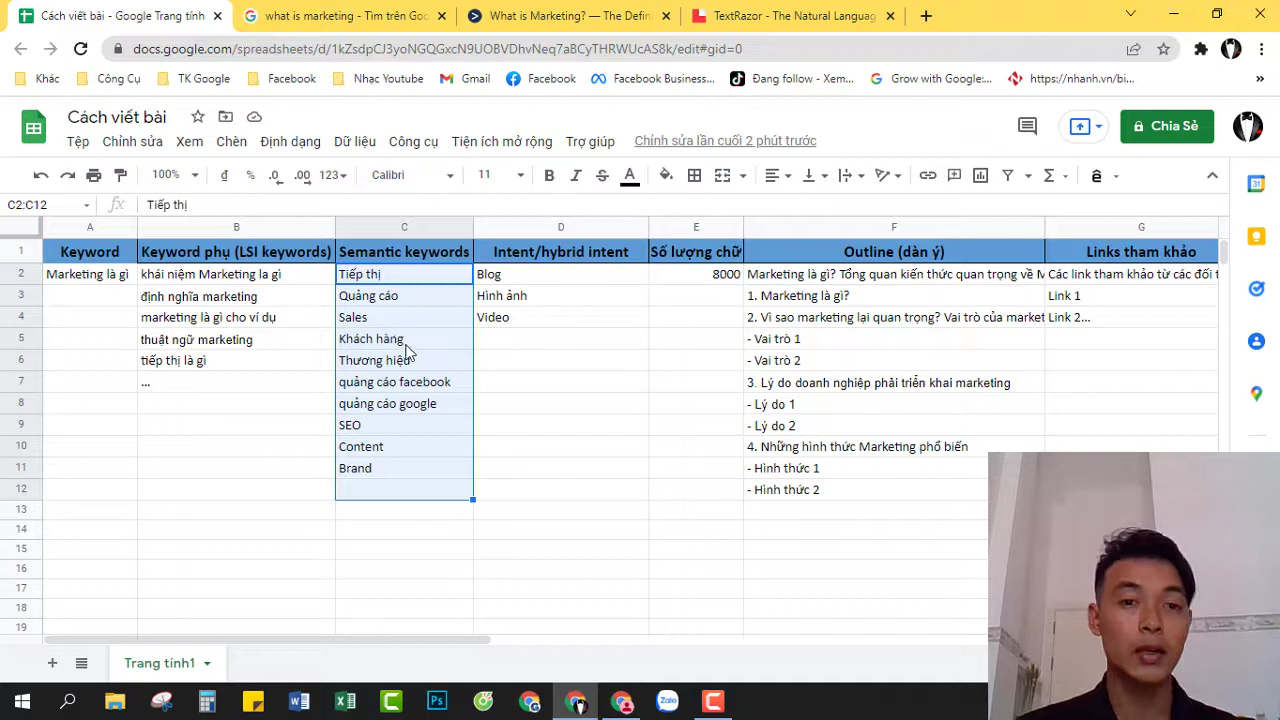 Cách viết bài - Google Trang tính
what is marketing - Tìm trên Goo
What is Marketing? — The Defin
TextRazor - The Natural Languag
docs.google.com/spreadsheets/d/1kZsdpCJ3yoNGQGxcN9UOBVDhvNeq7a8CyTHRWUcAS8k/edit#gid=0
Khác
Công Cụ
TK Google
Facebook
Nhạc Youtube
Gmail
Facebook
Facebook Business...
Đang follow - Xem...
Grow with Google:...
https://nhanh.vn/bi...
»
Cách viết bài
Tệp Chỉnh sửa Xem Chèn Định dạng Dữ liệu Công cụ Tiện ích mở rộng Trợ giúp Chỉnh sửa lần cuối 2 phút trước
Chia Sẻ
100% đ % .0 .00 123 Calibri 11 B I S A ê
C2:C12 fx Tiếp thị
A B C D E F G
1 Keyword Keyword phụ (LSI keywords) Semantic keywords Intent/hybrid intent Số lượng chữ Outline (dàn ý) Links tham khảo
2 Marketing là gì khái niệm Marketing la gì Tiếp thị Blog 8000 Marketing là gì? Tổng quan kiến thức quan trọng về M Các link tham khảo từ các đối t
3 định nghĩa marketing Quảng cáo Hình ảnh 1. Marketing là gì? Link 1
4 marketing là gì cho ví dụ Sales Video 2. Vì sao marketing lại quan trọng? Vai trò của market Link 2...
5 thuật ngữ marketing Khách hàng - Vai trò 1
6 tiếp thị là gì Thương hiệu - Vai trò 2
7 ... quảng cáo facebook 3. Lý do doanh nghiệp phải triển khai marketing
8 quảng cáo google - Lý do 1
9 SEO - Lý do 2
10 Content 4. Những hình thức Marketing phổ biến
11 Brand - Hình thức 1
12 - Hình thức 2
13
14
15
16
17
18
19
Trang tính1
Zalo